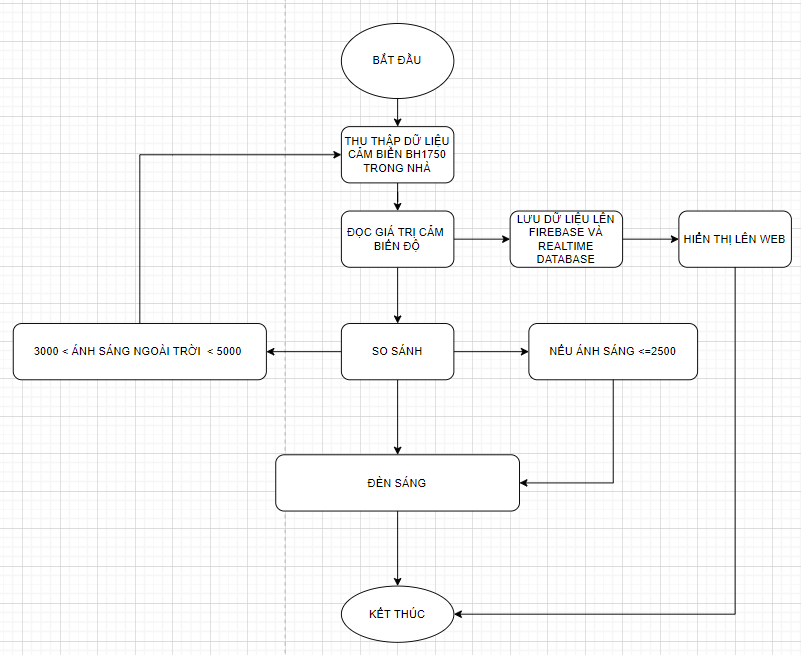 BẮT ĐẦU
THU THẬP DỮ LIỆU
CẢM BIẾN BH1750
TRONG NHÀ
ĐỌC GIÁ TRỊ CẢM
BIẾN ĐÓ
LƯU DỮ LIỆU LÊN
FIREBASE VÀ
REALTIME
DATABASE
HIỂN THỊ LÊN WEB
3000 < ÁNH SÁNG NGOÀI TRỜI < 5000
SO SÁNH
NẾU ÁNH SÁNG <=2500
ĐÈN SÁNG
KẾT THÚC